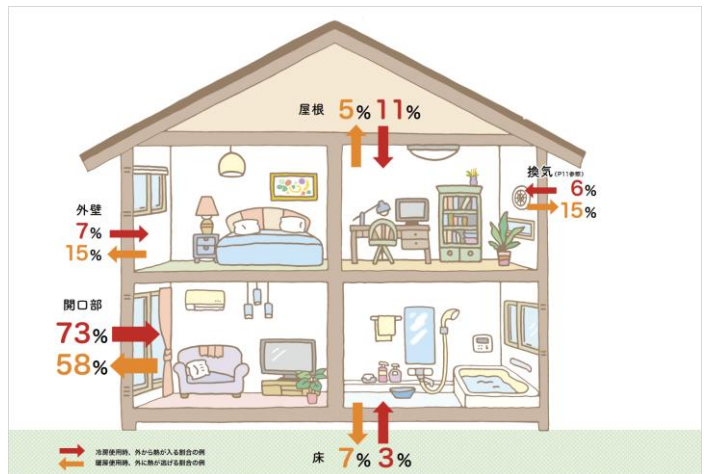 屋根 5% 11%
換気(P11参照)
6%
15%
外壁
7%
15%
開口部
73%
58%
床 7% 3%
冷房使用時、外から熱が入る割合の例
暖房使用時、外に熱が逃げる割合の例